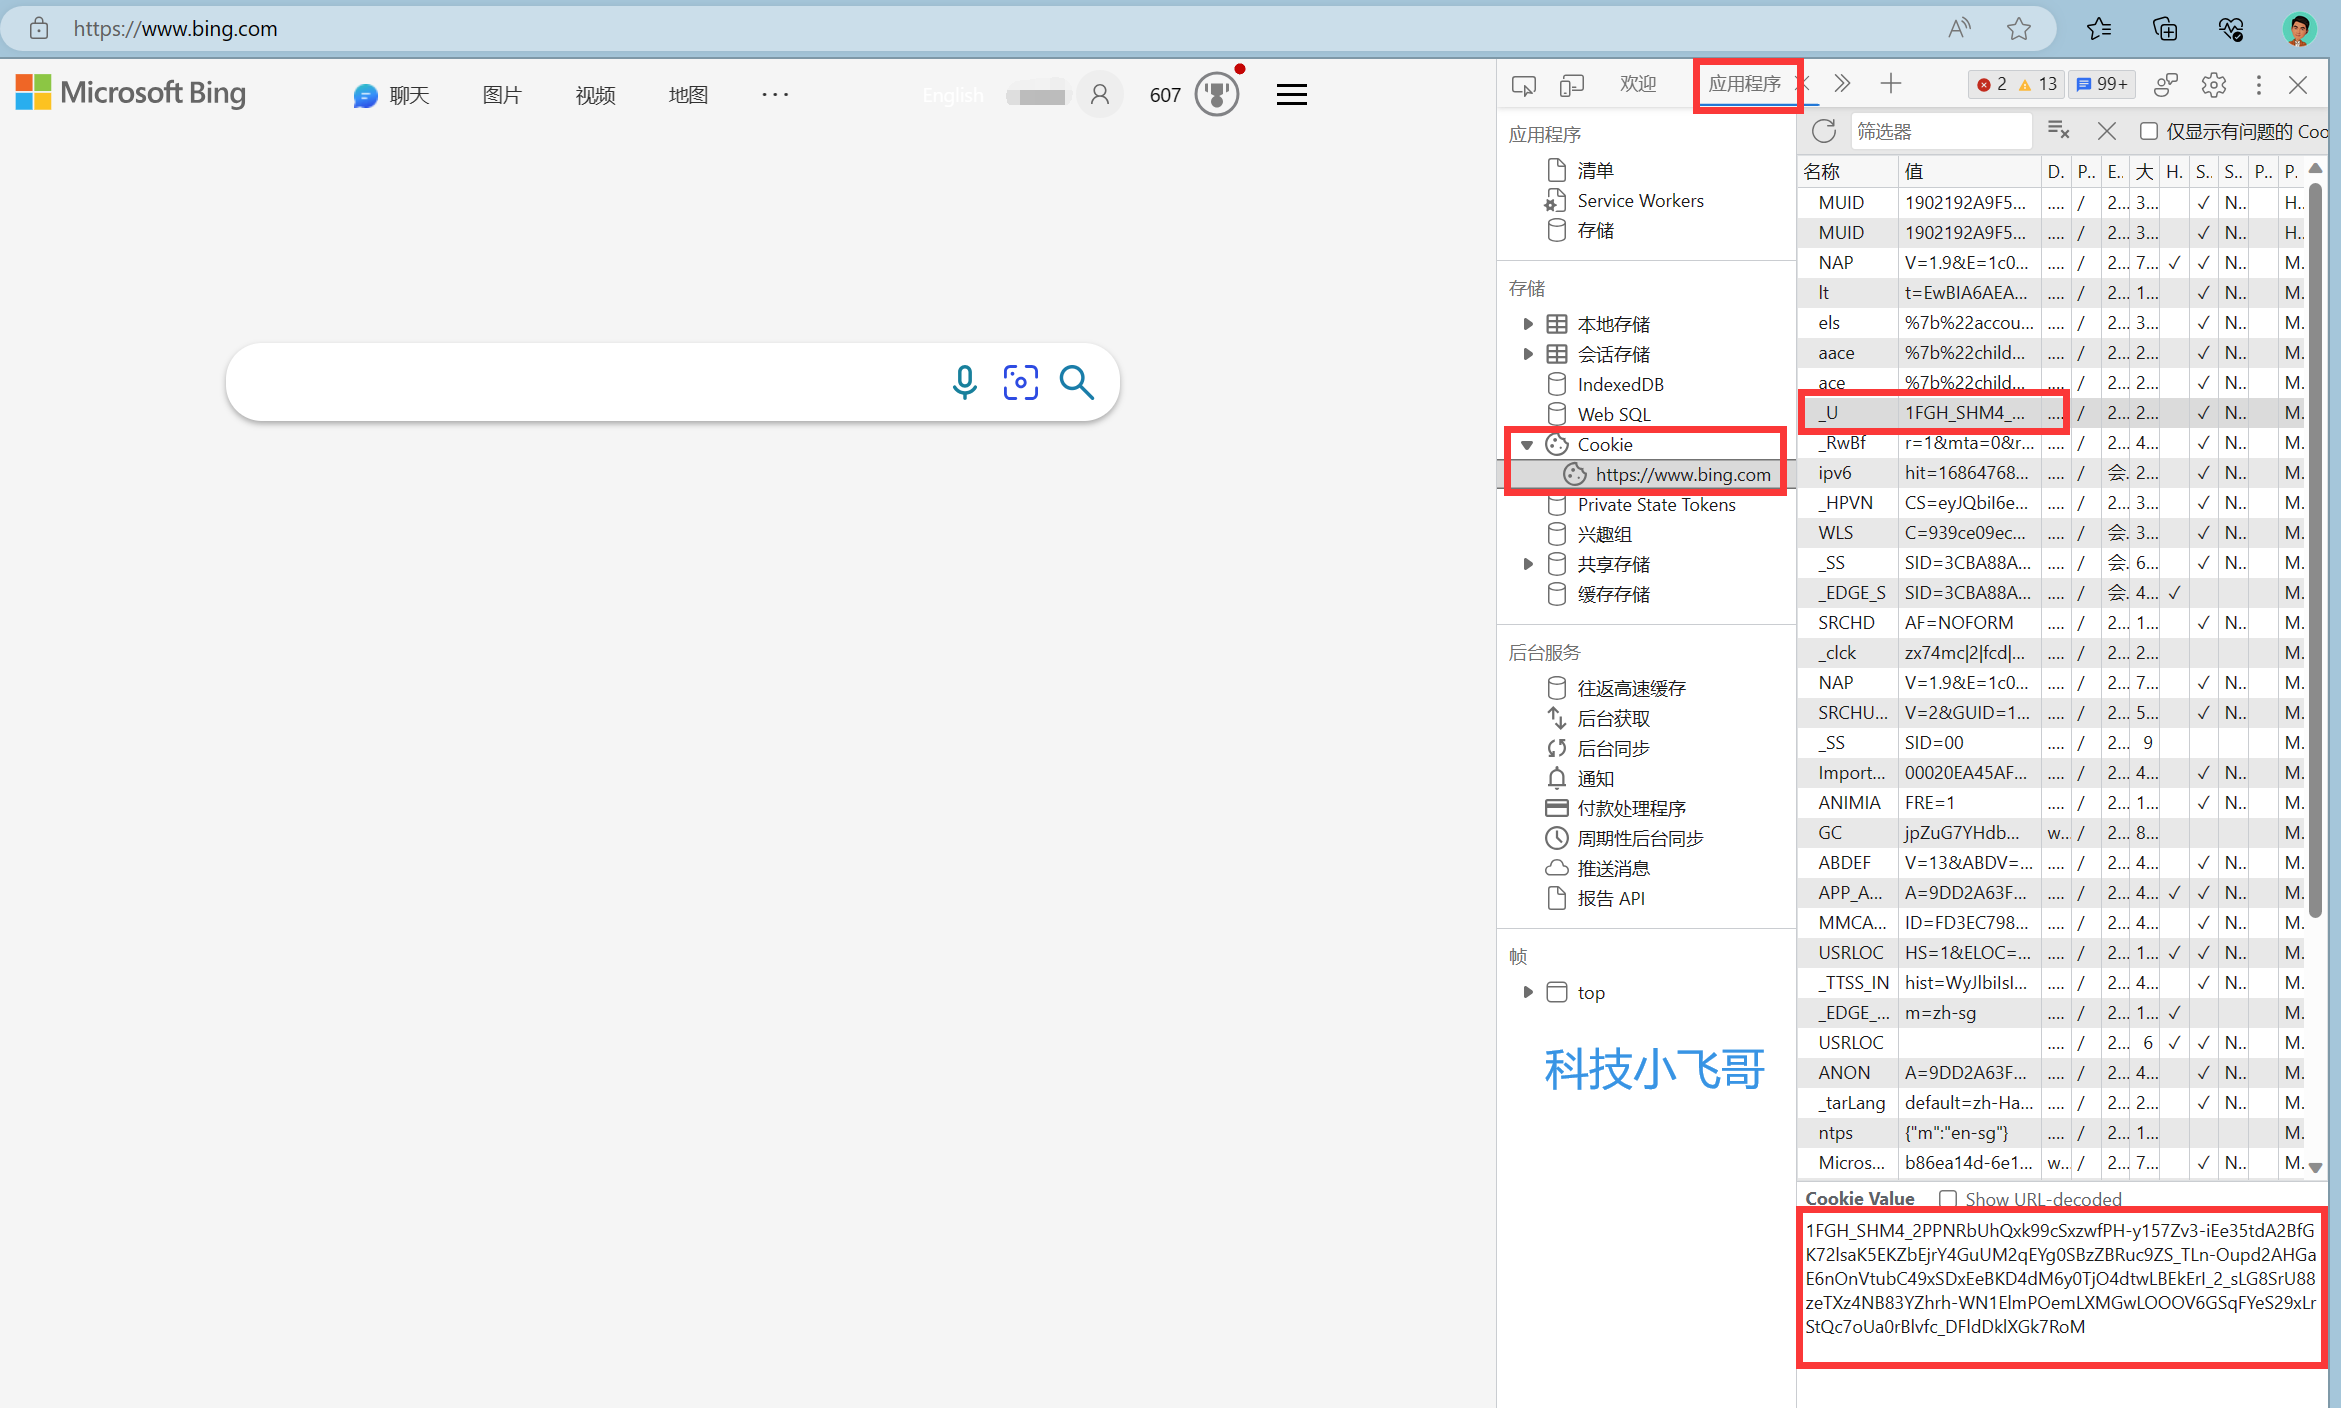 https://www.bing.com
Microsoft Bing
聊天
图片
视频
地图
English
607
欢迎
应用程序
2
13
99+
应用程序
清单
Service Workers
存储
存储
本地存储
会话存储
IndexedDB
Web SQL
Cookie
https://www.bing.com
Private State Tokens
兴趣组
共享存储
缓存存储
后台服务
往返高速缓存
后台获取
后台同步
通知
付款处理程序
周期性后台同步
推送消息
报告 API
帧
top
科技小飞哥
筛选器
仅显示有问题的 Coo
名称 值 D. P.. E.. 大 H. S.. S.. P.. P.
MUID 1902192A9F5... .... / 2... 3... ✓ N.. H..
MUID 1902192A9F5... .... / 2... 3... ✓ N.. H..
NAP V=1.9&E=1c0... .... / 2... 7... ✓ ✓ N.. M.
lt t=EwBIA6AEA... .... / 2... 1... ✓ N.. M.
els %7b%22accou... .... / 2... 3... ✓ N.. M.
aace %7b%22child... .... / 2... 2... ✓ N.. M.
ace %7b%22child... .... / 2... 2... ✓ N.. M.
_U 1FGH_SHM4_... .... / 2... 2... ✓ N.. M.
_RwBf r=1&mta=0&r... .... / 2... 4... ✓ N.. M.
ipv6 hit=16864768... .... / 会. 2... ✓ N.. M.
_HPVN CS=eyJQbiI6e... .... / 2... 3... ✓ N.. M.
WLS C=939ce09ec... .... / 会. 3... ✓ N.. M.
_SS SID=3CBA88A... .... / 会. 6... ✓ N.. M.
_EDGE_S SID=3CBA88A... .... / 会. 4... ✓ M.
SRCHD AF=NOFORM .... / 2... 1... ✓ N.. M.
_clck zx74mc|2|fcd|... .... / 2... 2... M.
NAP V=1.9&E=1c0... .... / 2... 7... ✓ N.. M.
SRCHU... V=2&GUID=1... .... / 2... 5... ✓ N.. M.
_SS SID=00 .... / 2... 9 M.
Import... 00020EA45AF... .... / 2... 4... ✓ N.. M.
ANIMIA FRE=1 .... / 2... 1... ✓ N.. M.
GC jpZuG7YHdb... w... / 2... 8... M.
ABDEF V=13&ABDV=... .... / 2... 4... ✓ N.. M.
APP_A... A=9DD2A63F... .... / 2... 4... ✓ ✓ N.. M.
MMCA... ID=FD3EC798... .... / 2... 4... ✓ N.. M.
USRLOC HS=1&ELOC=... .... / 2... 1... ✓ ✓ N.. M.
_TTSS_IN hist=WyJlbiIsI... .... / 2... 4... ✓ N.. M.
_EDGE_... m=zh-sg .... / 2... 1... ✓ M.
USRLOC .... / 2... 6 ✓ ✓ N.. M.
ANON A=9DD2A63F... .... / 2... 4... ✓ N.. M.
_tarLang default=zh-Ha... .... / 2... 2... ✓ N.. M.
ntps {"m":"en-sg"} .... / 2... 1... M.
Micros... b86ea14d-6e1... w... / 2... 7... ✓ N.. M.
Cookie Value Show URL-decoded
1FGH_SHM4_2PPNRbUhQxk99cSxzwfPH-y157Zv3-iEe35tdA2BfG
K72lsaK5EKZbEjrY4GuUM2qEYg0SBzZBRuc9ZS_TLn-Oupd2AHGa
E6nOnVtubC49xSDxEeBKD4dM6y0TjO4dtwLBEkErI_2_sLG8SrU88
zeTXz4NB83YZhrh-WN1ElmPOemLXMGwLOOOV6GSqFYeS29xLr
StQc7oUa0rBlvfc_DFldDklXGk7RoM